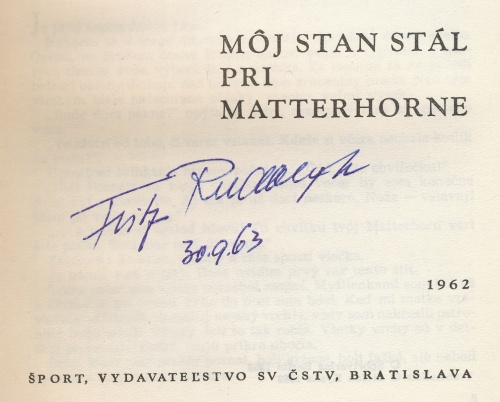 MÔJ STAN STÁL
PRI
MATTERHORNE
Fritz Rudolph
30.9.63
1962
ŠPORT, VYDAVATEĽSTVO SV ČSTV, BRATISLAVA